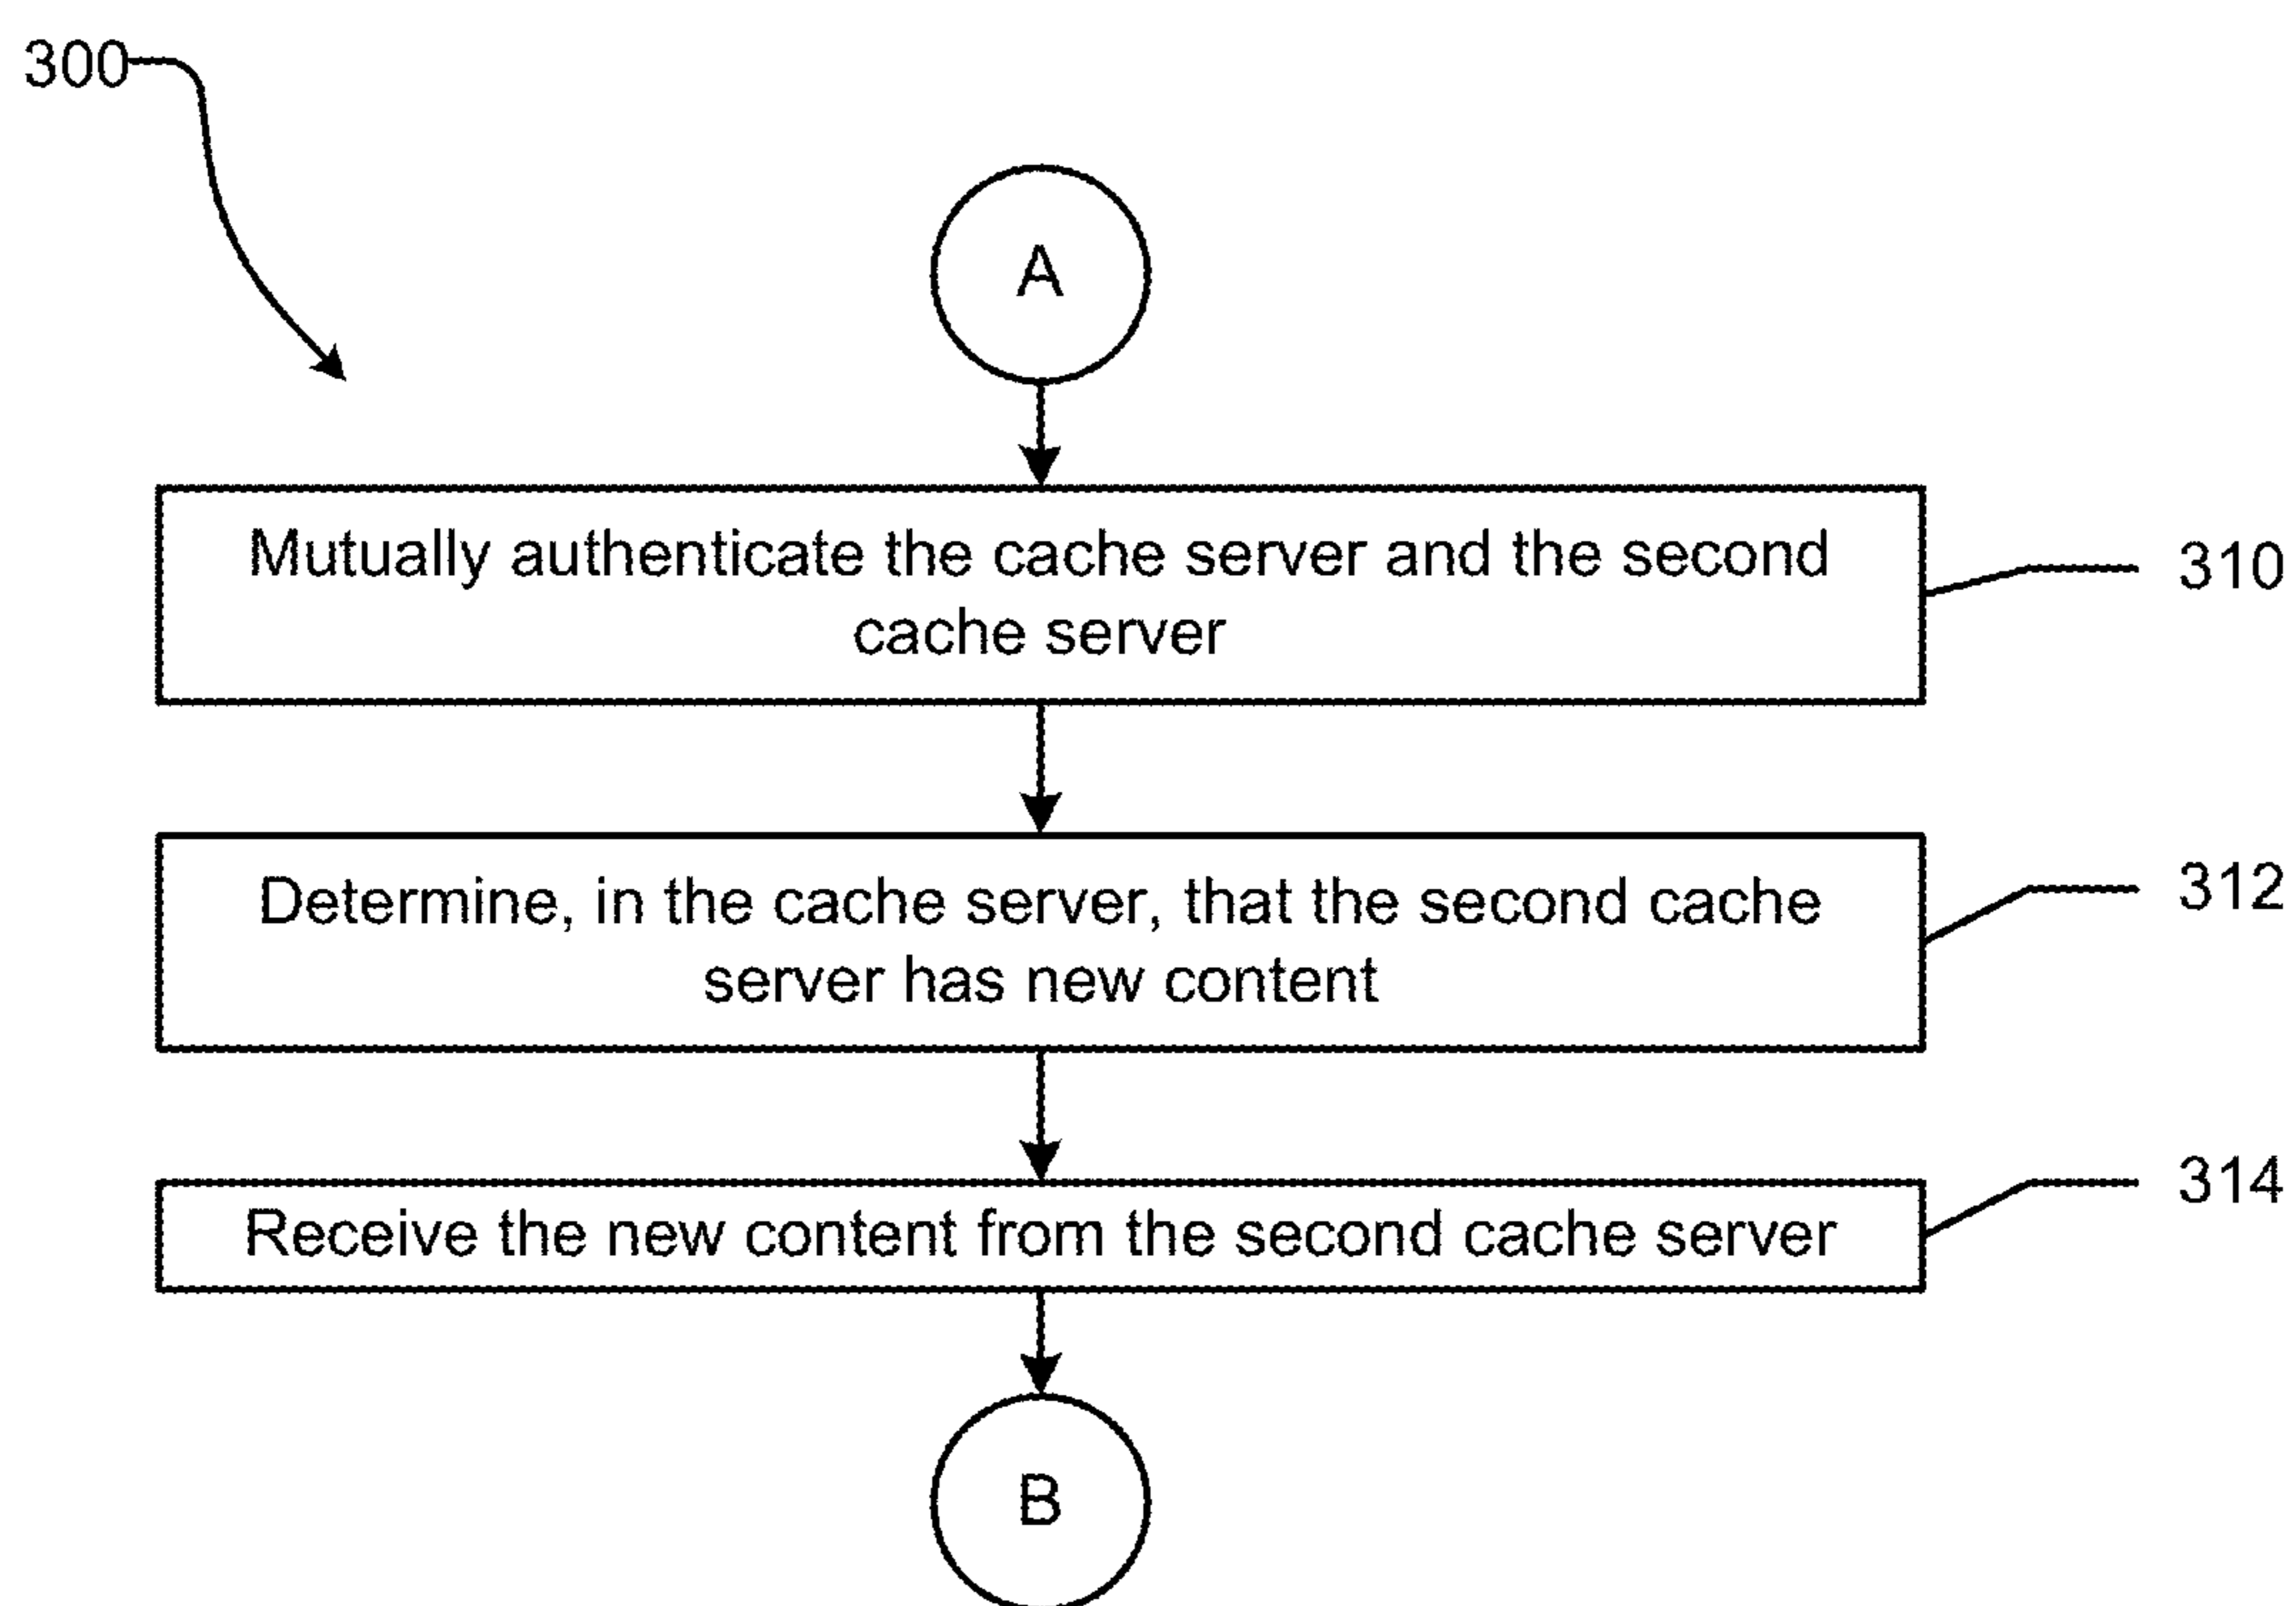 300
A
Mutually authenticate the cache server and the second
cache server
310
Determine, in the cache server, that the second cache
server has new content
312
Receive the new content from the second cache server
314
B